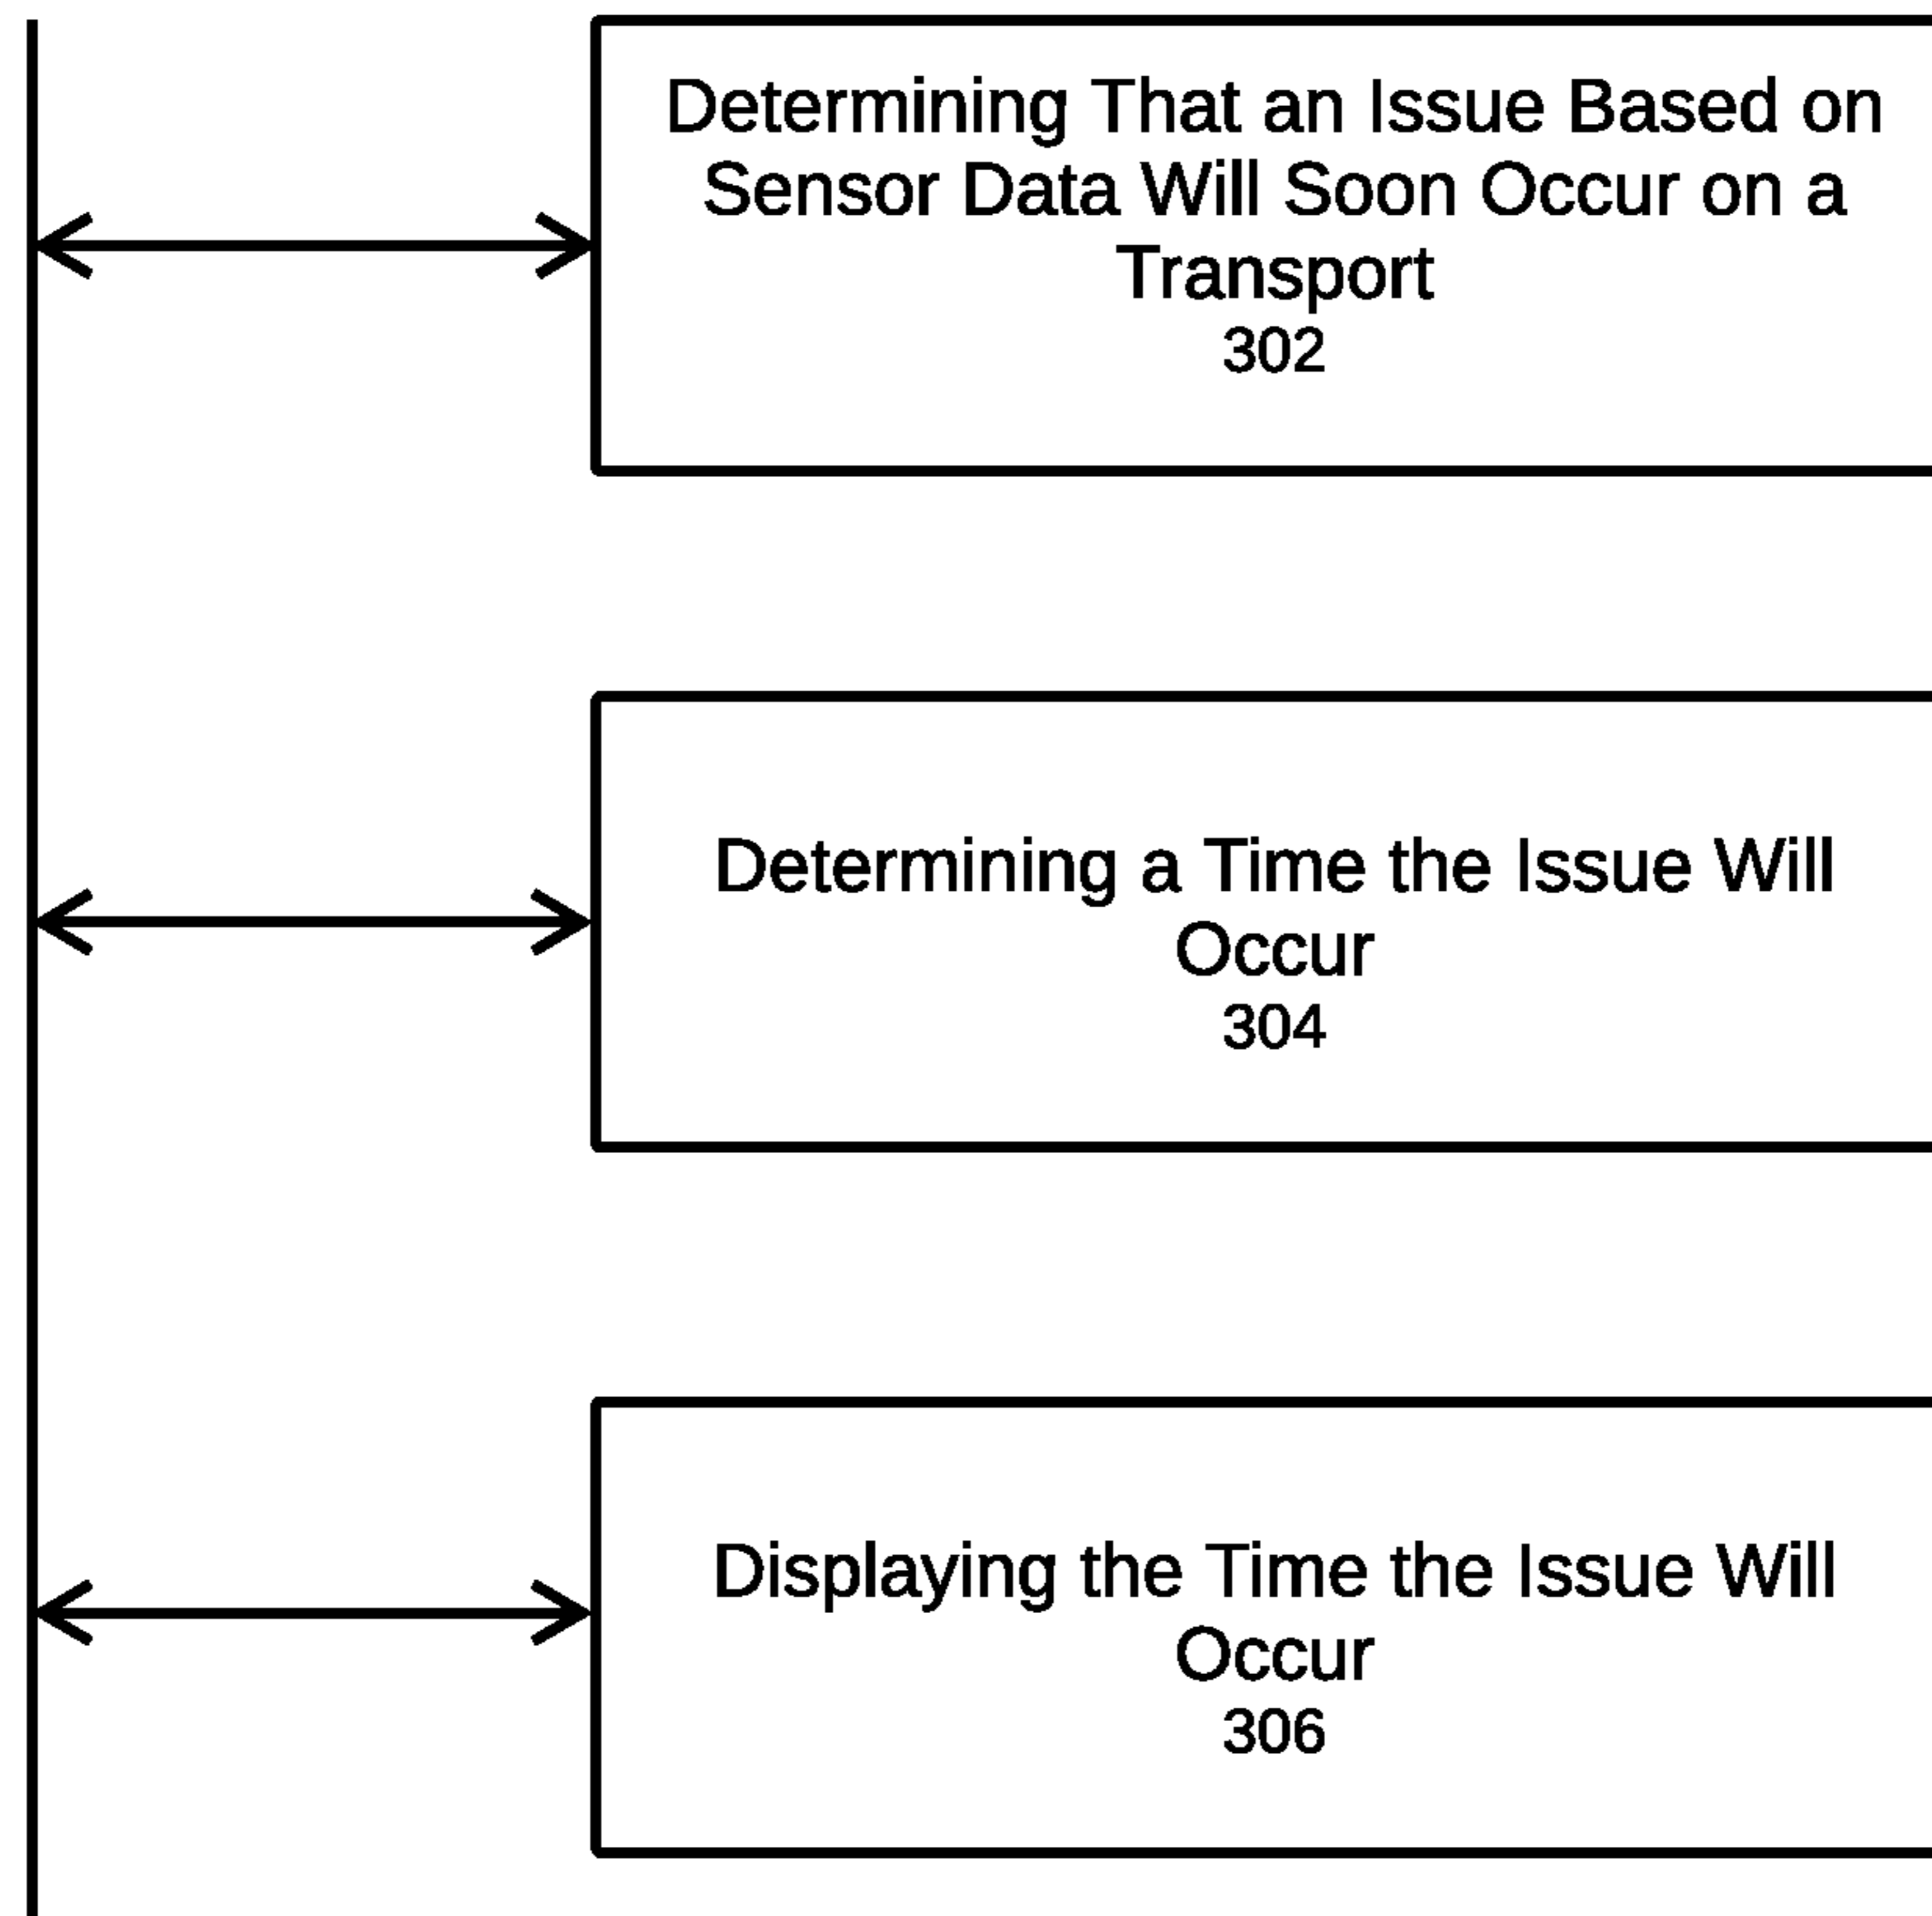 Determining That an Issue Based on
Sensor Data Will Soon Occur on a
Transport
302
Determining a Time the Issue Will
Occur
304
Displaying the Time the Issue Will
Occur
306